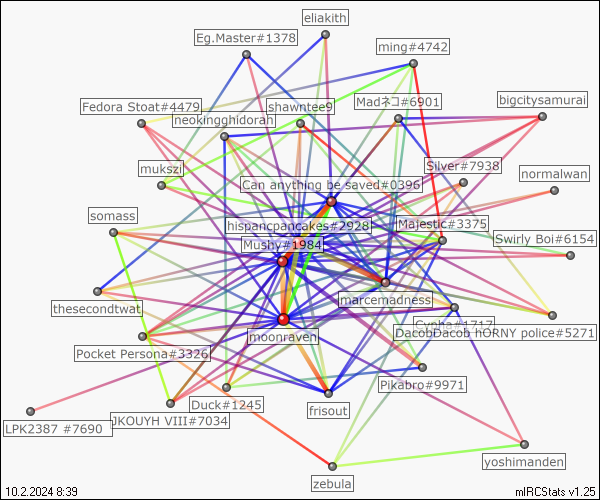 eliakith
Eg.Master#1378
ming#4742
Fedora Stoat#4479
neokingghidorah
shawntee9
Madネコ#6901
bigcitysamurai
mukszi
Silver#7938
normalwan
Can anything be saved#0396
somass
hispancpancakes#2928
Majestic#3375
Mushy#1984
Swirly Boi#6154
thesecondtwat
marcemadness
moonraven
DacobDacob hORNY police#5271
Pocket Persona#3326
Pikabro#9971
Duck#1245
frisout
LPK2387 #7690
JKOUYH VIII#7034
yoshimanden
zebula
10.2.2024 8:39
mIRCStats v1.25